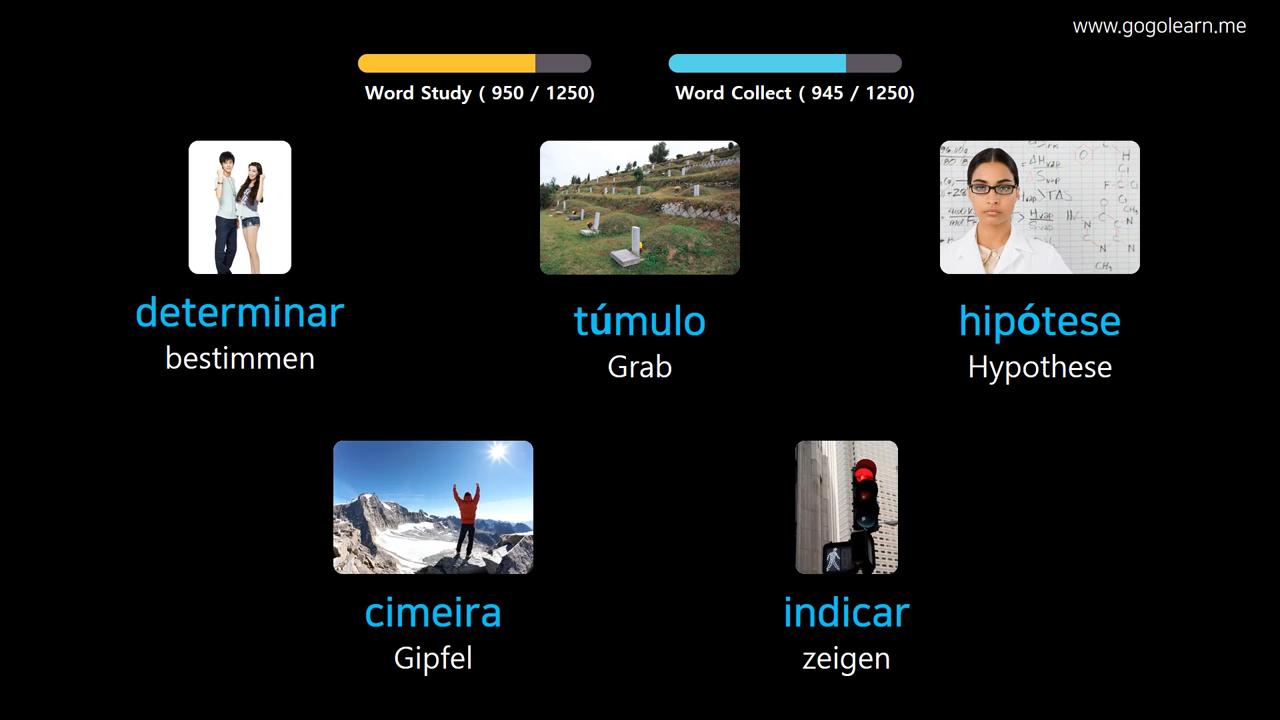 www.gogolearn.me
Word Study ( 950 / 1250)
Word Collect ( 945 / 1250)
determinar
bestimmen
túmulo
Grab
hipótese
Hypothese
cimeira
Gipfel
indicar
zeigen